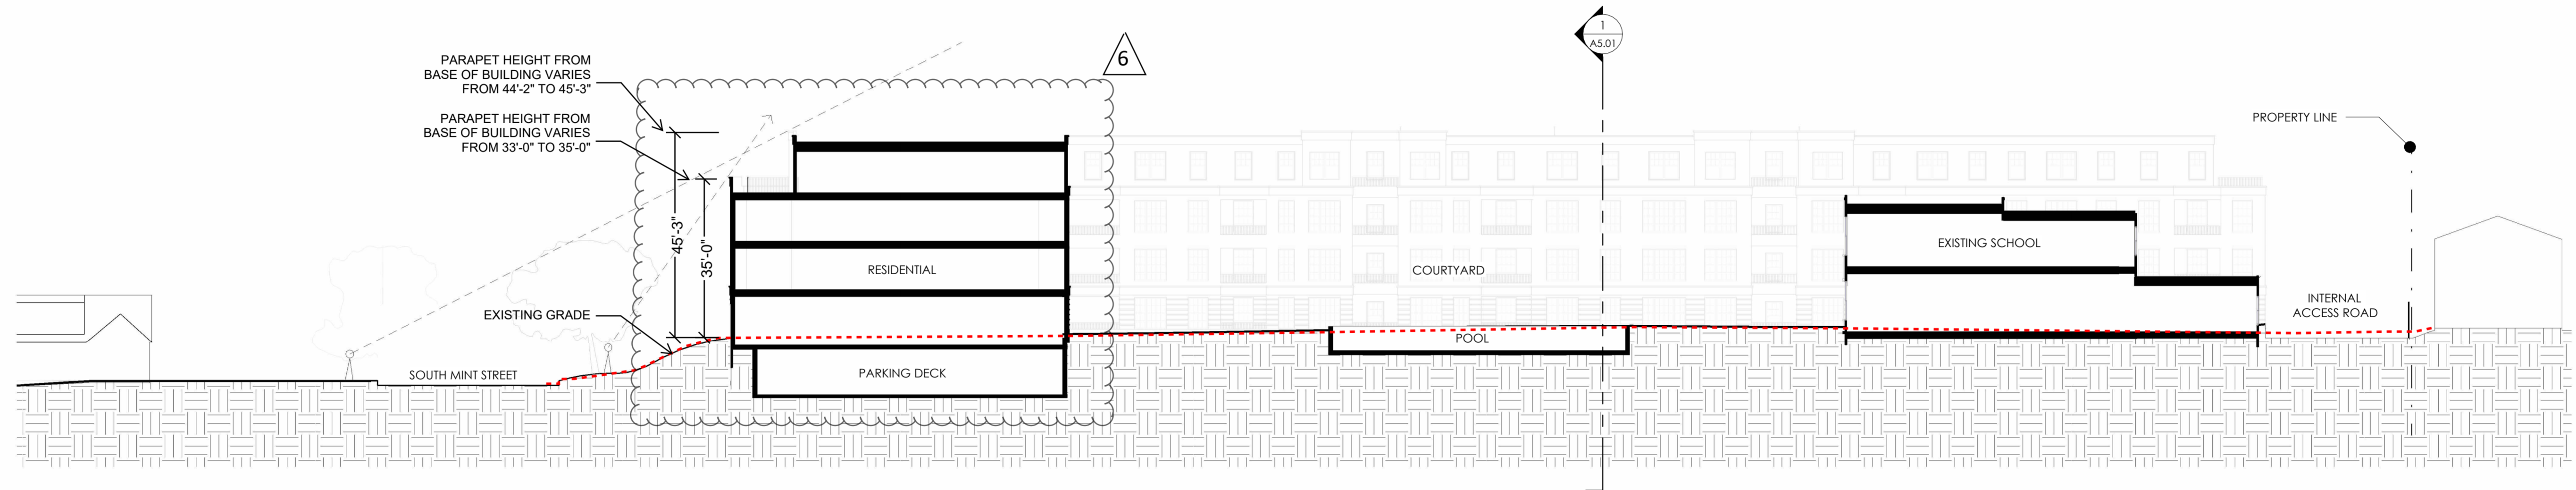 PARAPET HEIGHT FROM
BASE OF BUILDING VARIES
FROM 44'-2" TO 45'-3"
PARAPET HEIGHT FROM
BASE OF BUILDING VARIES
FROM 33'-0" TO 35'-0"
6
1
A5.01
PROPERTY LINE
45'-3"
35'-0"
RESIDENTIAL
COURTYARD
EXISTING SCHOOL
EXISTING GRADE
INTERNAL
ACCESS ROAD
POOL
SOUTH MINT STREET
PARKING DECK